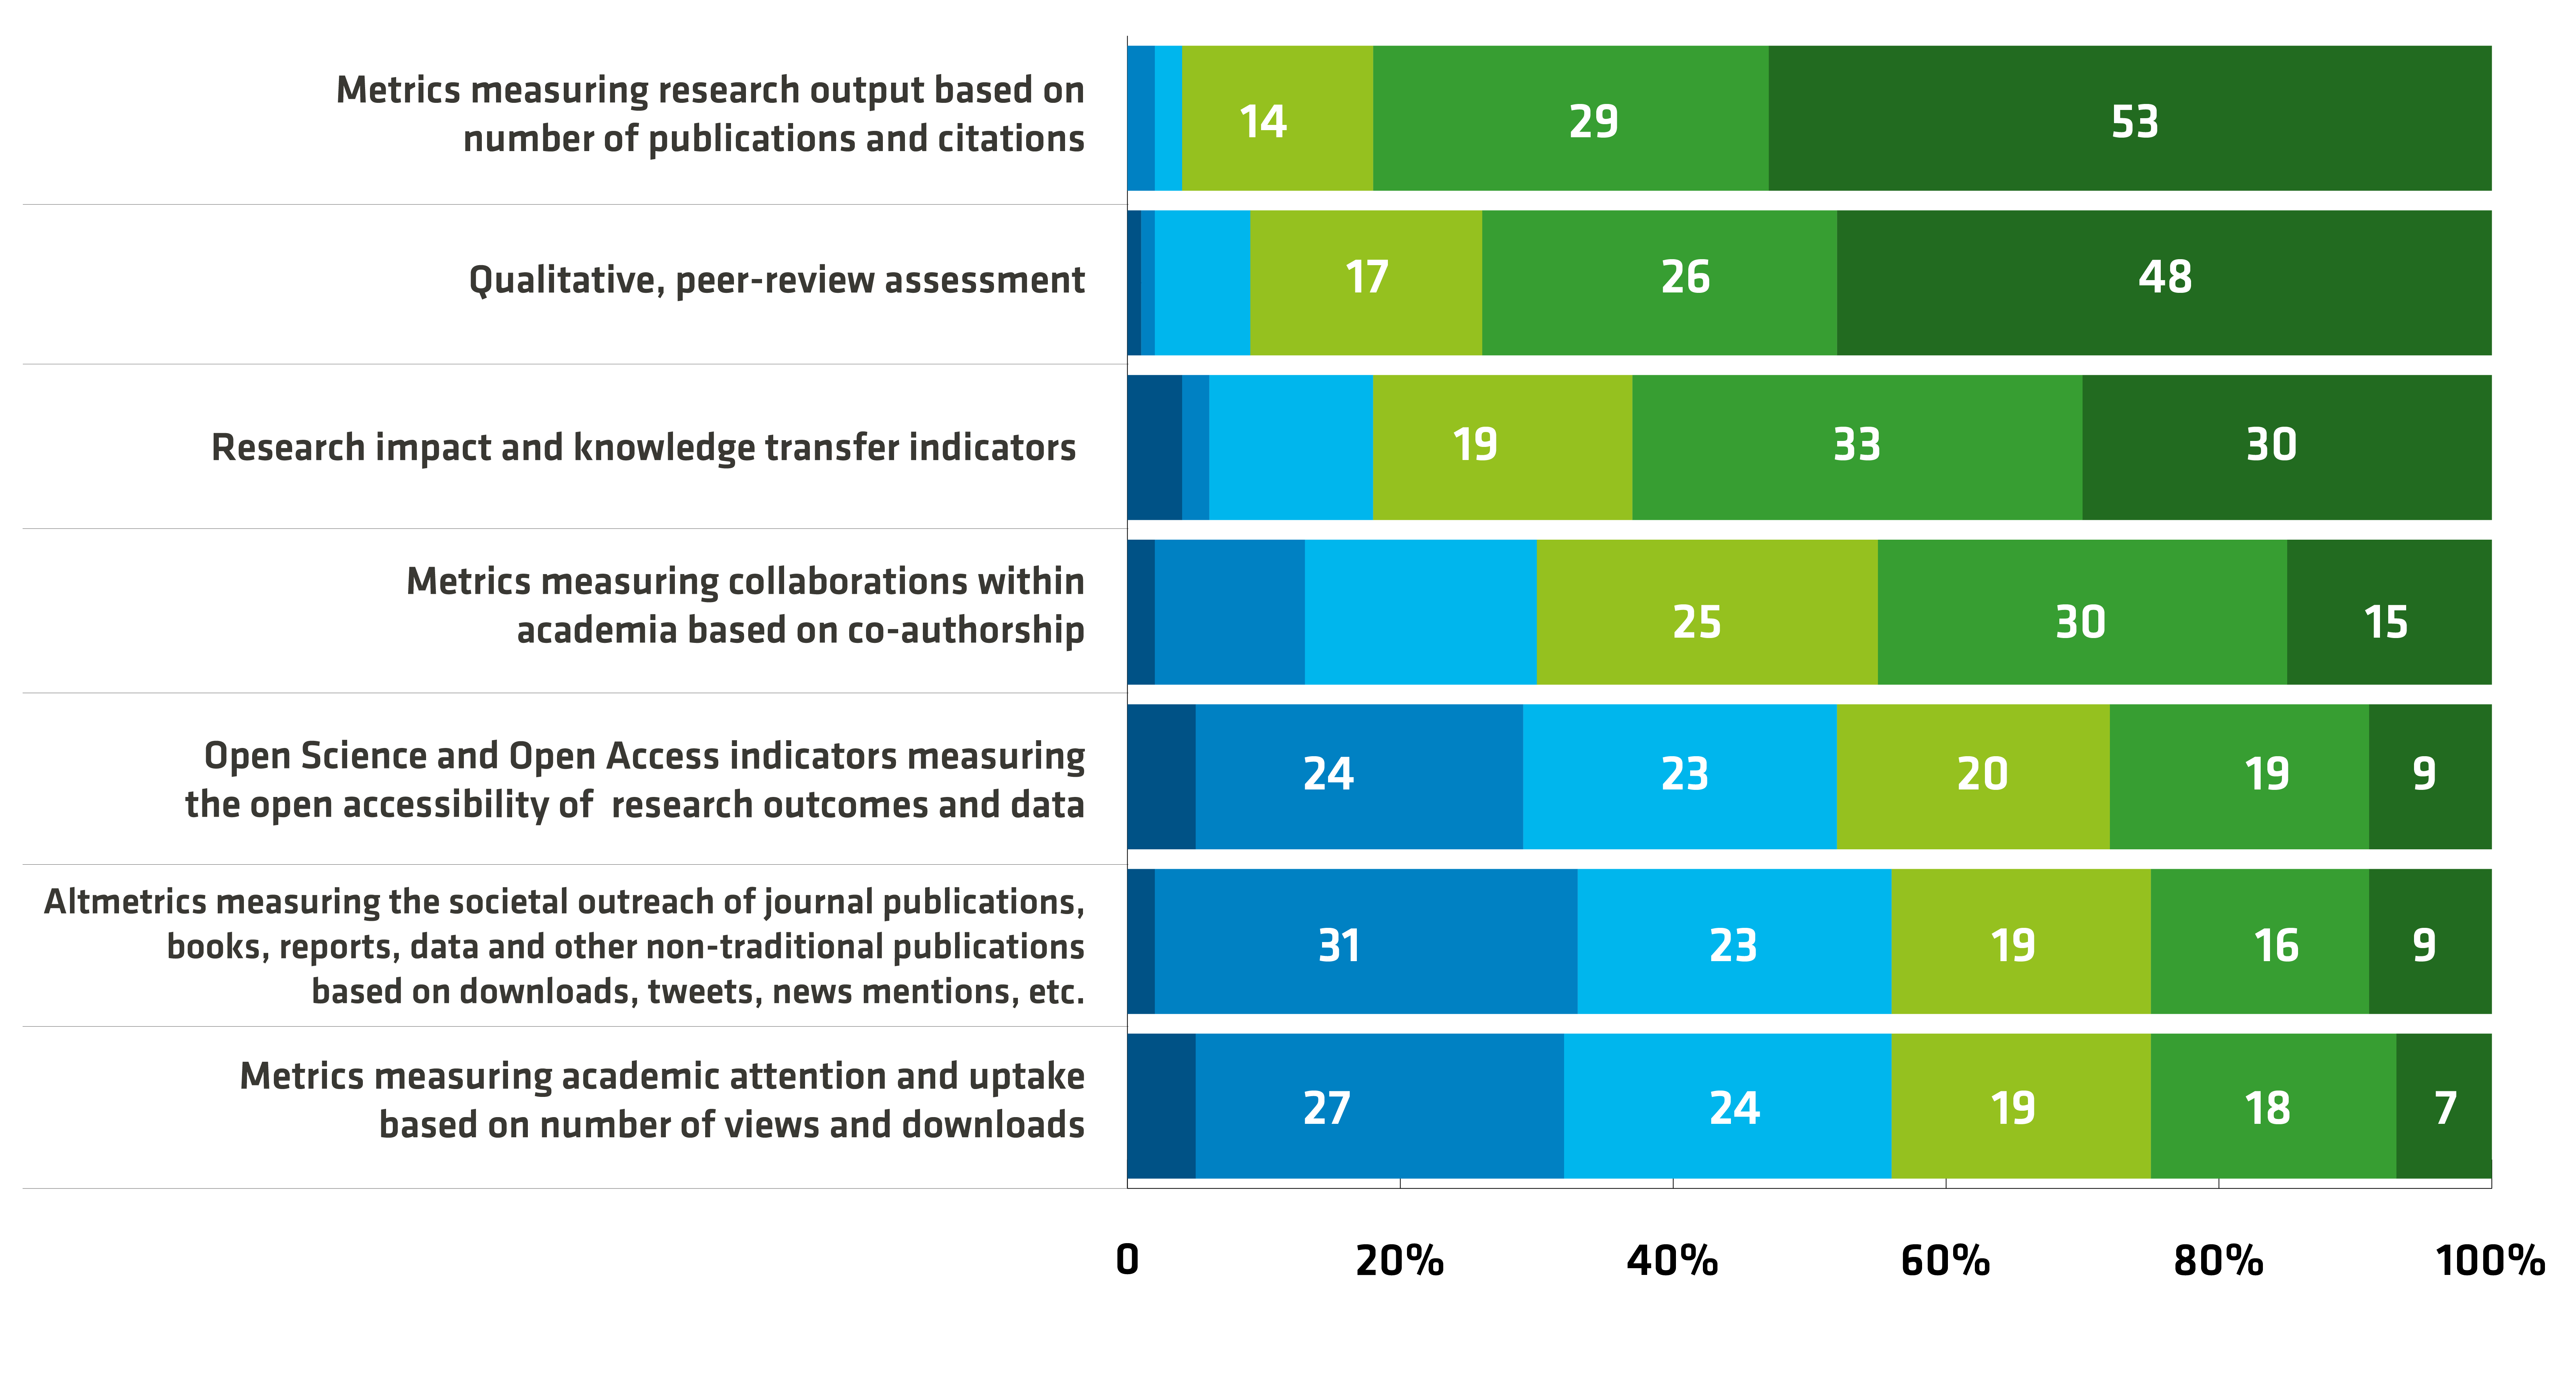 Metrics measuring research output based on
number of publications and citations
14 29 53
Qualitative, peer-review assessment
17 26 48
Research impact and knowledge transfer indicators
19 33 30
Metrics measuring collaborations within
academia based on co-authorship
25 30 15
Open Science and Open Access indicators measuring
the open accessibility of research outcomes and data
24 23 20 19 9
Altmetrics measuring the societal outreach of journal publications,
books, reports, data and other non-traditional publications
based on downloads, tweets, news mentions, etc.
31 23 19 16 9
Metrics measuring academic attention and uptake
based on number of views and downloads
27 24 19 18 7
0 20% 40% 60% 80% 100%